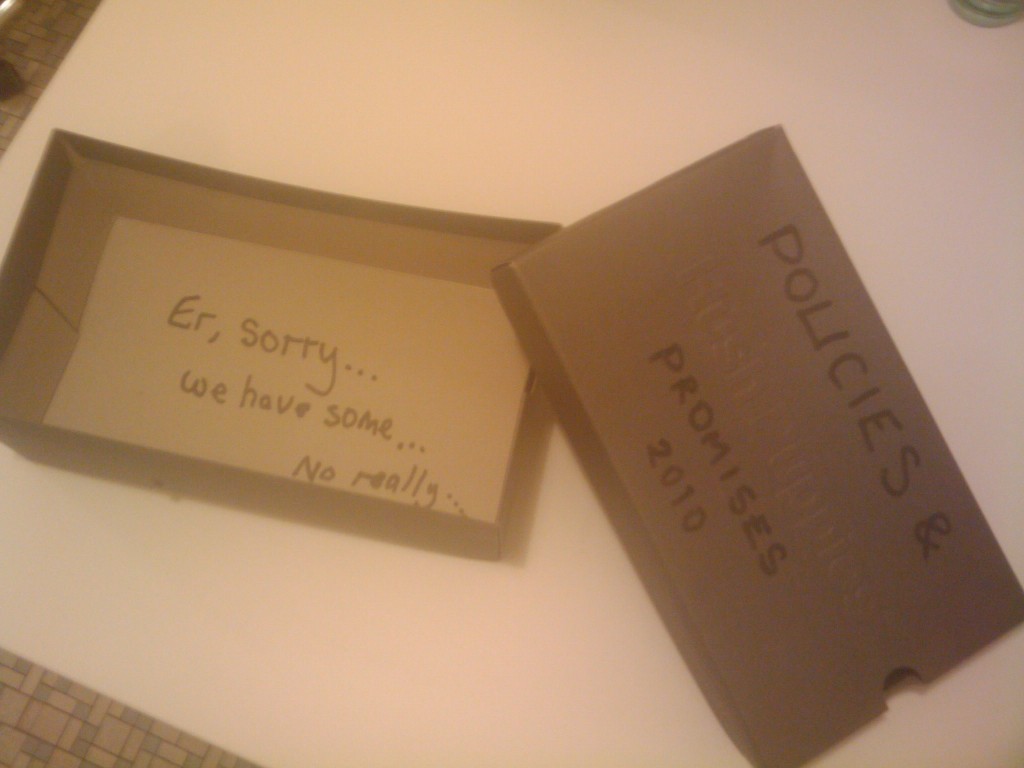 Er, sorry...
we have some...
No really...
POLICIES &
PROMISES
2010